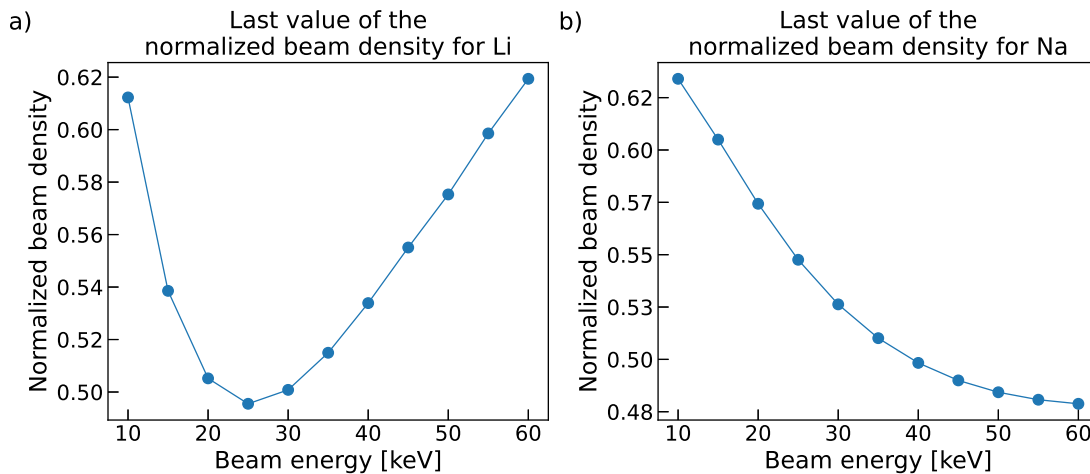 a)
Last value of the
normalized beam density for Li
Normalized beam density
0.62
0.60
0.58
0.56
0.54
0.52
0.50
10 20 30 40 50 60
Beam energy [keV]
b)
Last value of the
normalized beam density for Na
Normalized beam density
0.62
0.60
0.57
0.55
0.53
0.50
0.48
10 20 30 40 50 60
Beam energy [keV]